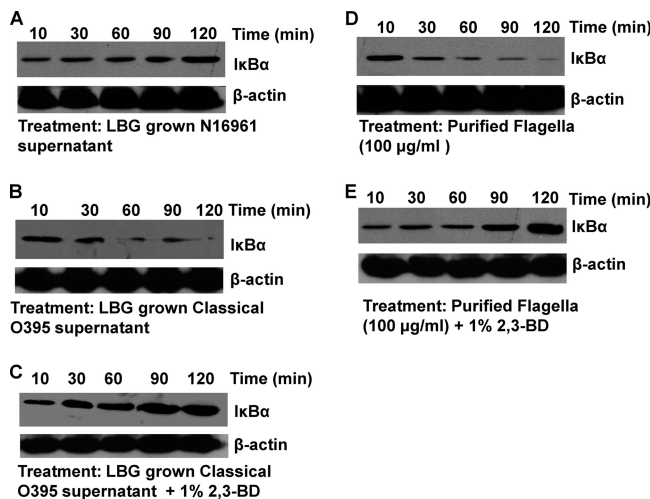 A
10 30 60 90 120 Time (min)
IκBα
β-actin
Treatment: LBG grown N16961
supernatant
B
10 30 60 90 120 Time (min)
IκBα
β-actin
Treatment: LBG grown Classical
O395 supernatant
C
10 30 60 90 120 Time (min)
IκBα
β-actin
Treatment: LBG grown Classical
O395 supernatant + 1% 2,3-BD
D
10 30 60 90 120 Time (min)
IκBα
β-actin
Treatment: Purified Flagella
(100 μg/ml )
E
10 30 60 90 120 Time (min)
IκBα
β-actin
Treatment: Purified Flagella
(100 μg/ml) + 1% 2,3-BD